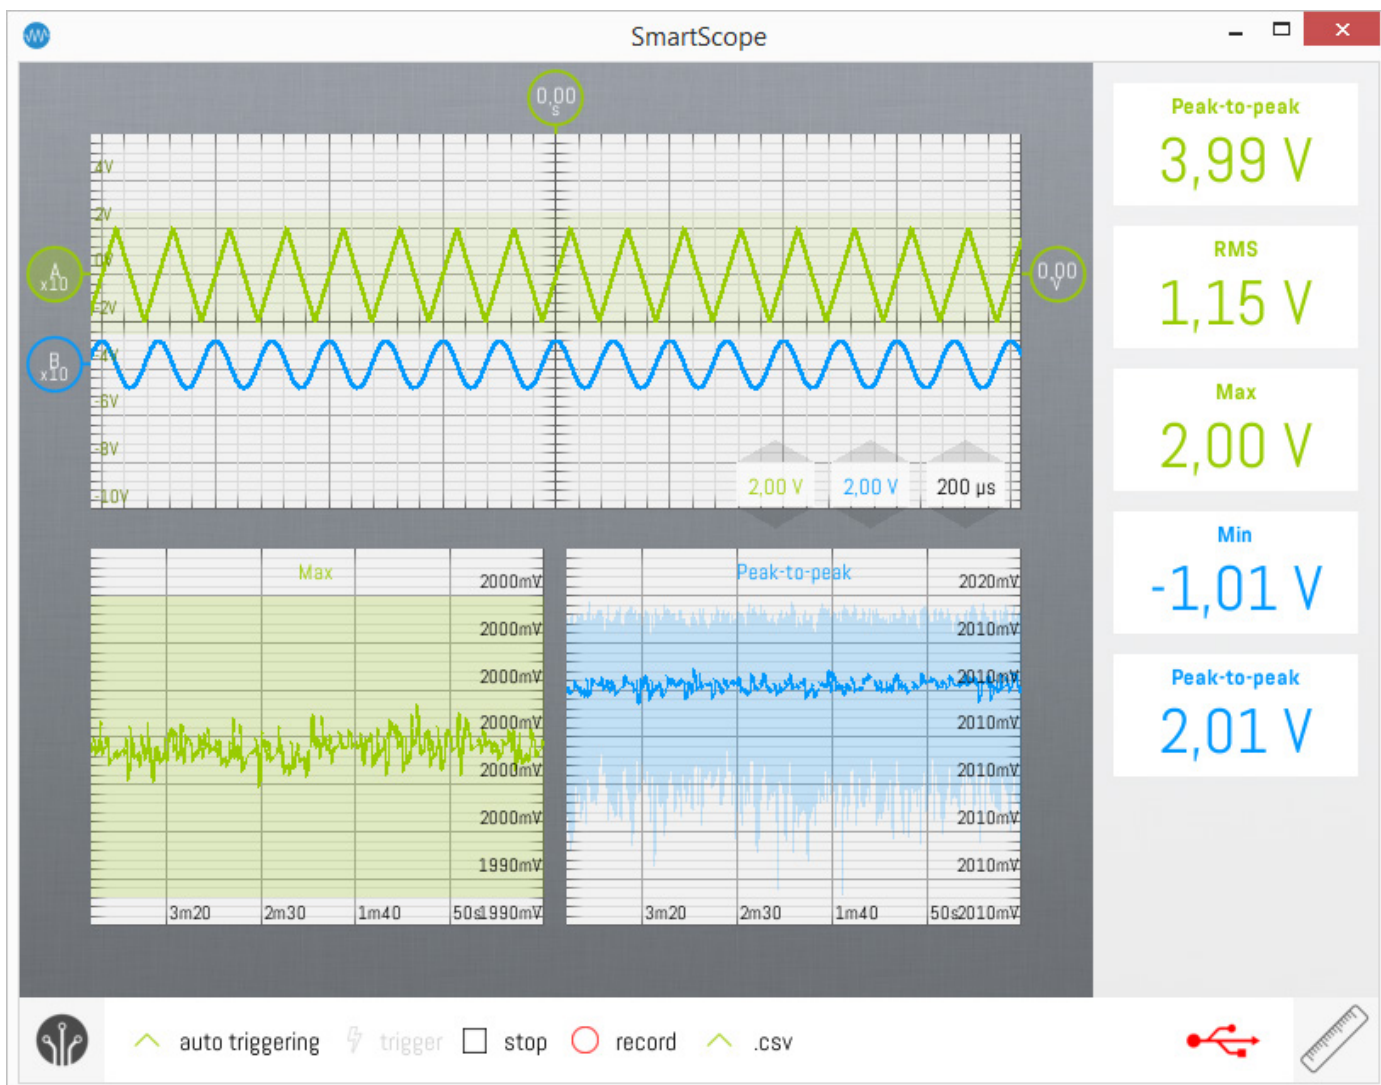 SmartScope
0,00
s
4V
2V
0V
-2V
-4V
-6V
-8V
-10V
A
x10
B
x10
0,00
V
2,00 V
2,00 V
200 µs
Peak-to-peak
3,99 V
RMS
1,15 V
Max
2,00 V
Min
-1,01 V
Peak-to-peak
2,01 V
Max
2000mV
2000mV
2000mV
2000mV
2000mV
2000mV
1990mV
3m20 2m30 1m40 50s 1990mV
Peak-to-peak
2020mV
2010mV
2010mV
2010mV
2010mV
2010mV
2010mV
3m20 2m30 1m40 50s 2010mV
auto triggering trigger stop record .csv